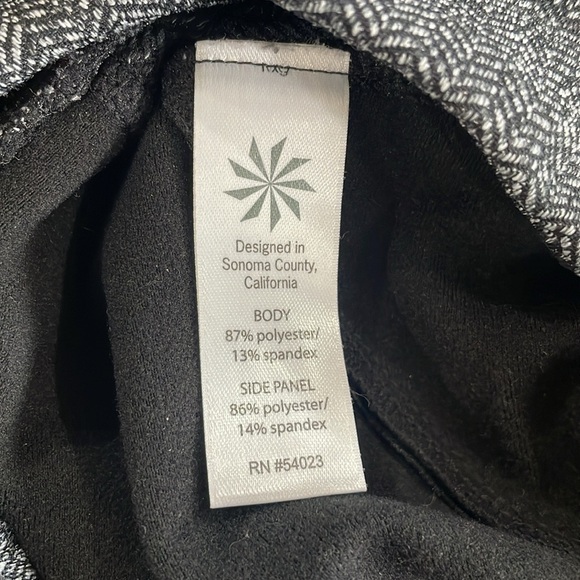 Designed in
Sonoma County,
California
BODY
87% polyester/
13% spandex
SIDE PANEL
86% polyester/
14% spandex
RN #54023